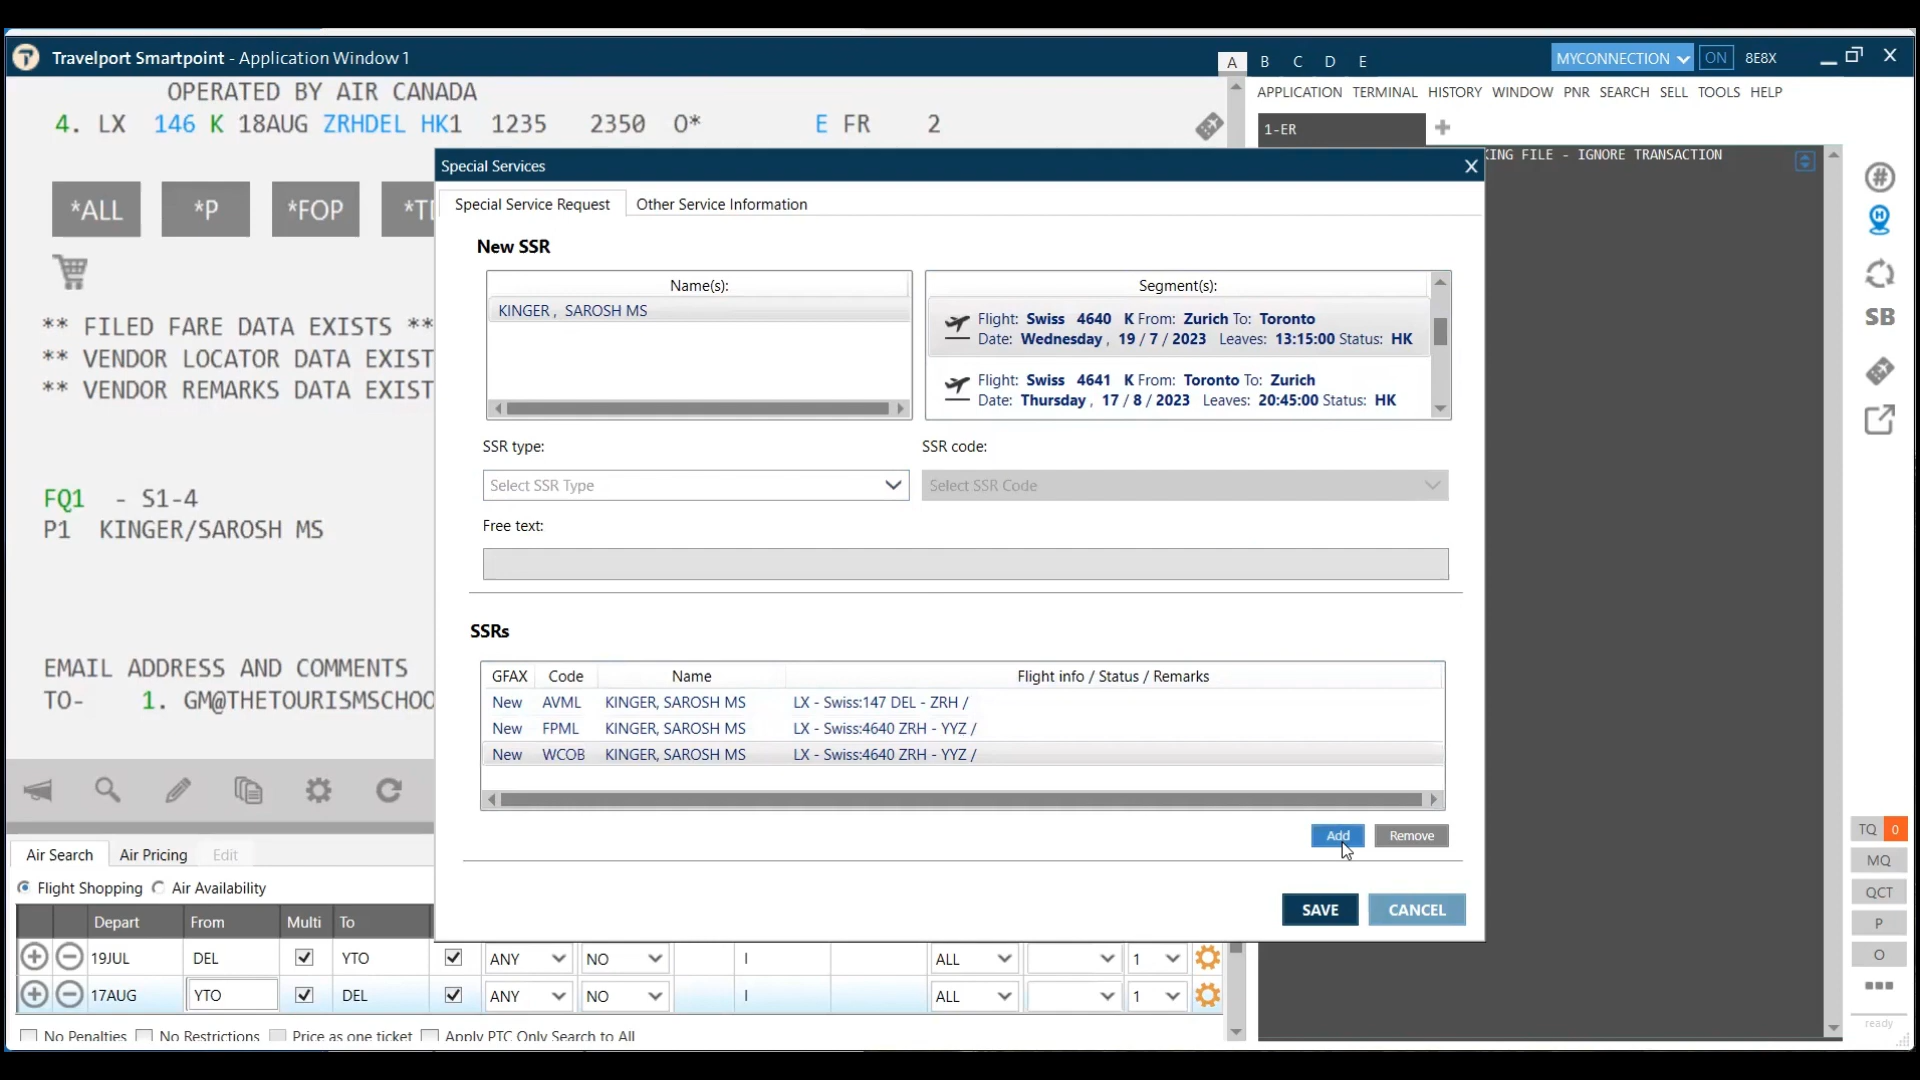 Travelport Smartpoint - Application Window 1
A B C D E
MYCONNECTION ON 8E8X
APPLICATION TERMINAL HISTORY WINDOW PNR SEARCH SELL TOOLS HELP
OPERATED BY AIR CANADA
4. LX 146 K 18AUG ZRHDEL HK1 1235 2350 O* E FR 2
1-ER
KING FILE - IGNORE TRANSACTION
*ALL *P *FOP
** FILED FARE DATA EXISTS **
** VENDOR LOCATOR DATA EXIST
** VENDOR REMARKS DATA EXIST
FQ1 - S1-4
P1 KINGER/SAROSH MS
EMAIL ADDRESS AND COMMENTS
TO- 1. GM@THETOURISMSCHOO
Special Services
Special Service Request Other Service Information
New SSR
Name(s):
KINGER , SAROSH MS
Segment(s):
Flight: Swiss 4640 K From: Zurich To: Toronto
Date: Wednesday , 19 / 7 / 2023 Leaves: 13:15:00 Status: HK
Flight: Swiss 4641 K From: Toronto To: Zurich
Date: Thursday , 17 / 8 / 2023 Leaves: 20:45:00 Status: HK
SSR type: SSR code:
Select SSR Type Select SSR Code
Free text:
SSRs
GFAX Code Name Flight info / Status / Remarks
New AVML KINGER, SAROSH MS LX - Swiss:147 DEL - ZRH /
New FPML KINGER, SAROSH MS LX - Swiss:4640 ZRH - YYZ /
New WCOB KINGER, SAROSH MS LX - Swiss:4640 ZRH - YYZ /
Add Remove
SAVE CANCEL
Air Search Air Pricing Edit
Flight Shopping Air Availability
Depart From Multi To
19JUL DEL YTO ANY NO I ALL 1
17AUG YTO DEL ANY NO I ALL 1
No Penalties No Restrictions Price as one ticket Apply PTC Only Search to All
SB
TQ 0
MQ
QCT
P
O
ready